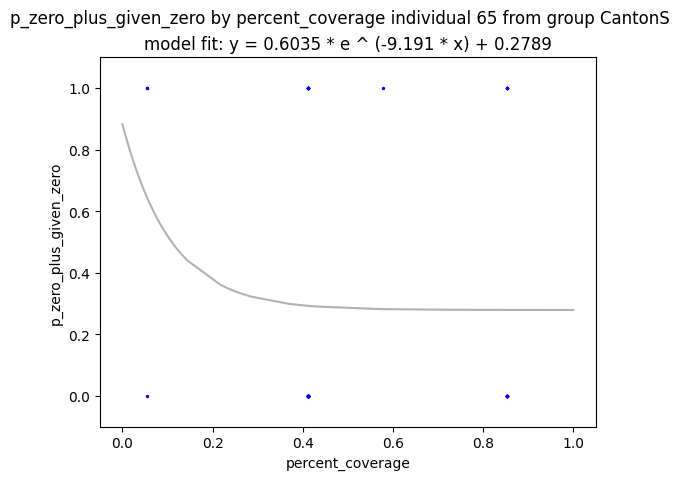 p_zero_plus_given_zero by percent_coverage individual 65 from group CantonS
model fit: y = 0.6035 * e ^ (-9.191 * x) + 0.2789
1.0
0.8
0.6
0.4
0.2
0.0
p_zero_plus_given_zero
0.0 0.2 0.4 0.6 0.8 1.0
percent_coverage